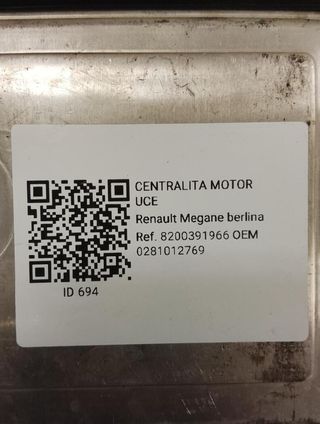 CENTRALITA MOTOR
UCE
Renault Megane berlina
Ref. 8200391966 OEM
0281012769
ID 694